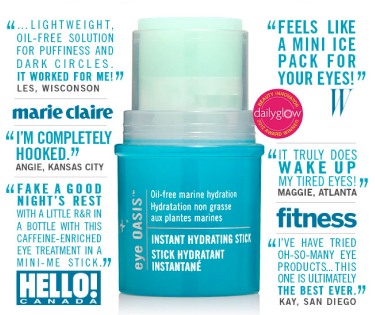 “...LIGHTWEIGHT,
OIL-FREE SOLUTION
FOR PUFFINESS AND
DARK CIRCLES.
IT WORKED FOR ME!”
LES, WISCONSON
marie claire
“I’M COMPLETELY
HOOKED.”
ANGIE, KANSAS CITY
“FAKE A GOOD
NIGHT’S REST
WITH A LITTLE R&R IN
A BOTTLE WITH THIS
CAFFEINE-ENRICHED
EYE TREATMENT IN A
MINI-ME STICK.”
HELLO!
CANADA
eye OASIS™
Oil-free marine hydration
Hydratation non grasse
aux plantes marines
INSTANT HYDRATING STICK
STICK HYDRATANT
INSTANTANÉ
“FEELS LIKE
A MINI ICE
PACK FOR
YOUR EYES!”
W
BEAUTY INNOVATOR
dailyglow
AWARD WINNER
“IT TRULY DOES
WAKE UP
MY TIRED EYES!”
MAGGIE, ATLANTA
fitness
“I’VE HAVE TRIED
OH-SO-MANY EYE
PRODUCTS...THIS
ONE IS ULTIMATELY
THE BEST EVER.”
KAY, SAN DIEGO